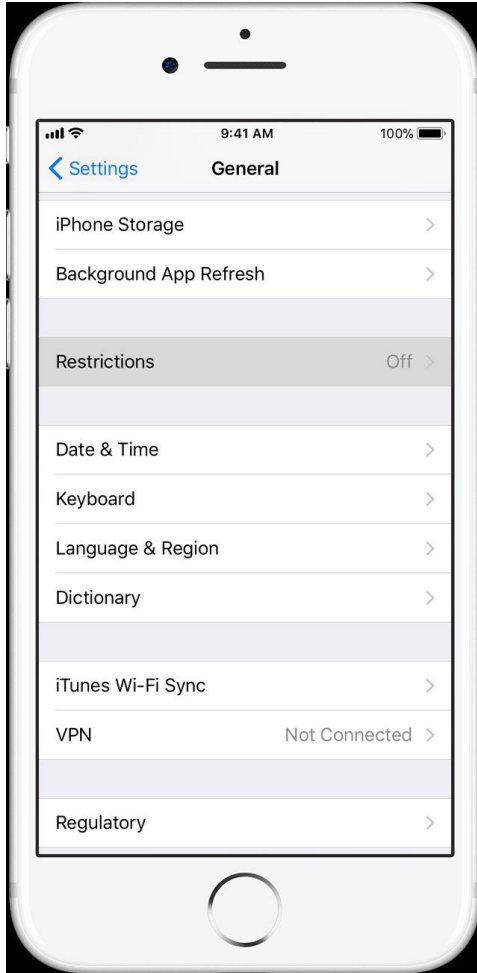 9:41 AM 100%
Settings General
iPhone Storage
Background App Refresh
Restrictions Off
Date & Time
Keyboard
Language & Region
Dictionary
iTunes Wi-Fi Sync
VPN Not Connected
Regulatory